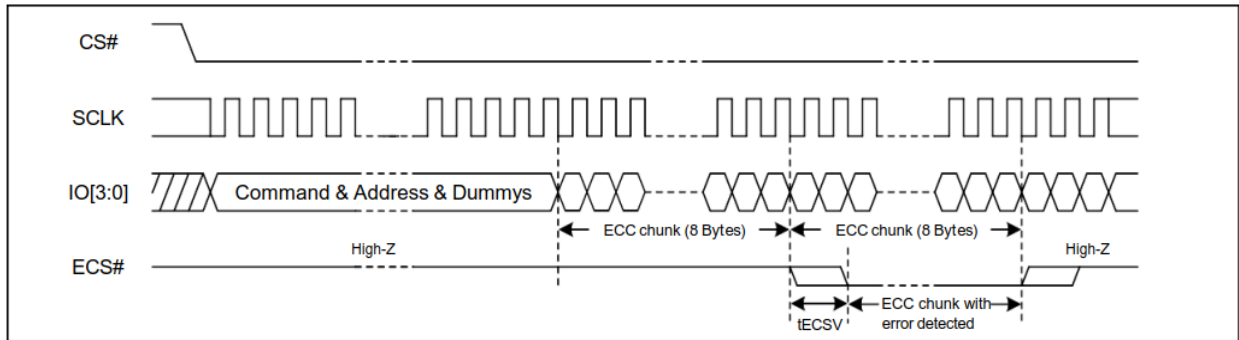 CS#
SCLK
IO[3:0]
Command & Address & Dummys
ECC chunk (8 Bytes)
ECC chunk (8 Bytes)
High-Z
High-Z
ECS#
tECSV
ECC chunk with
error detected